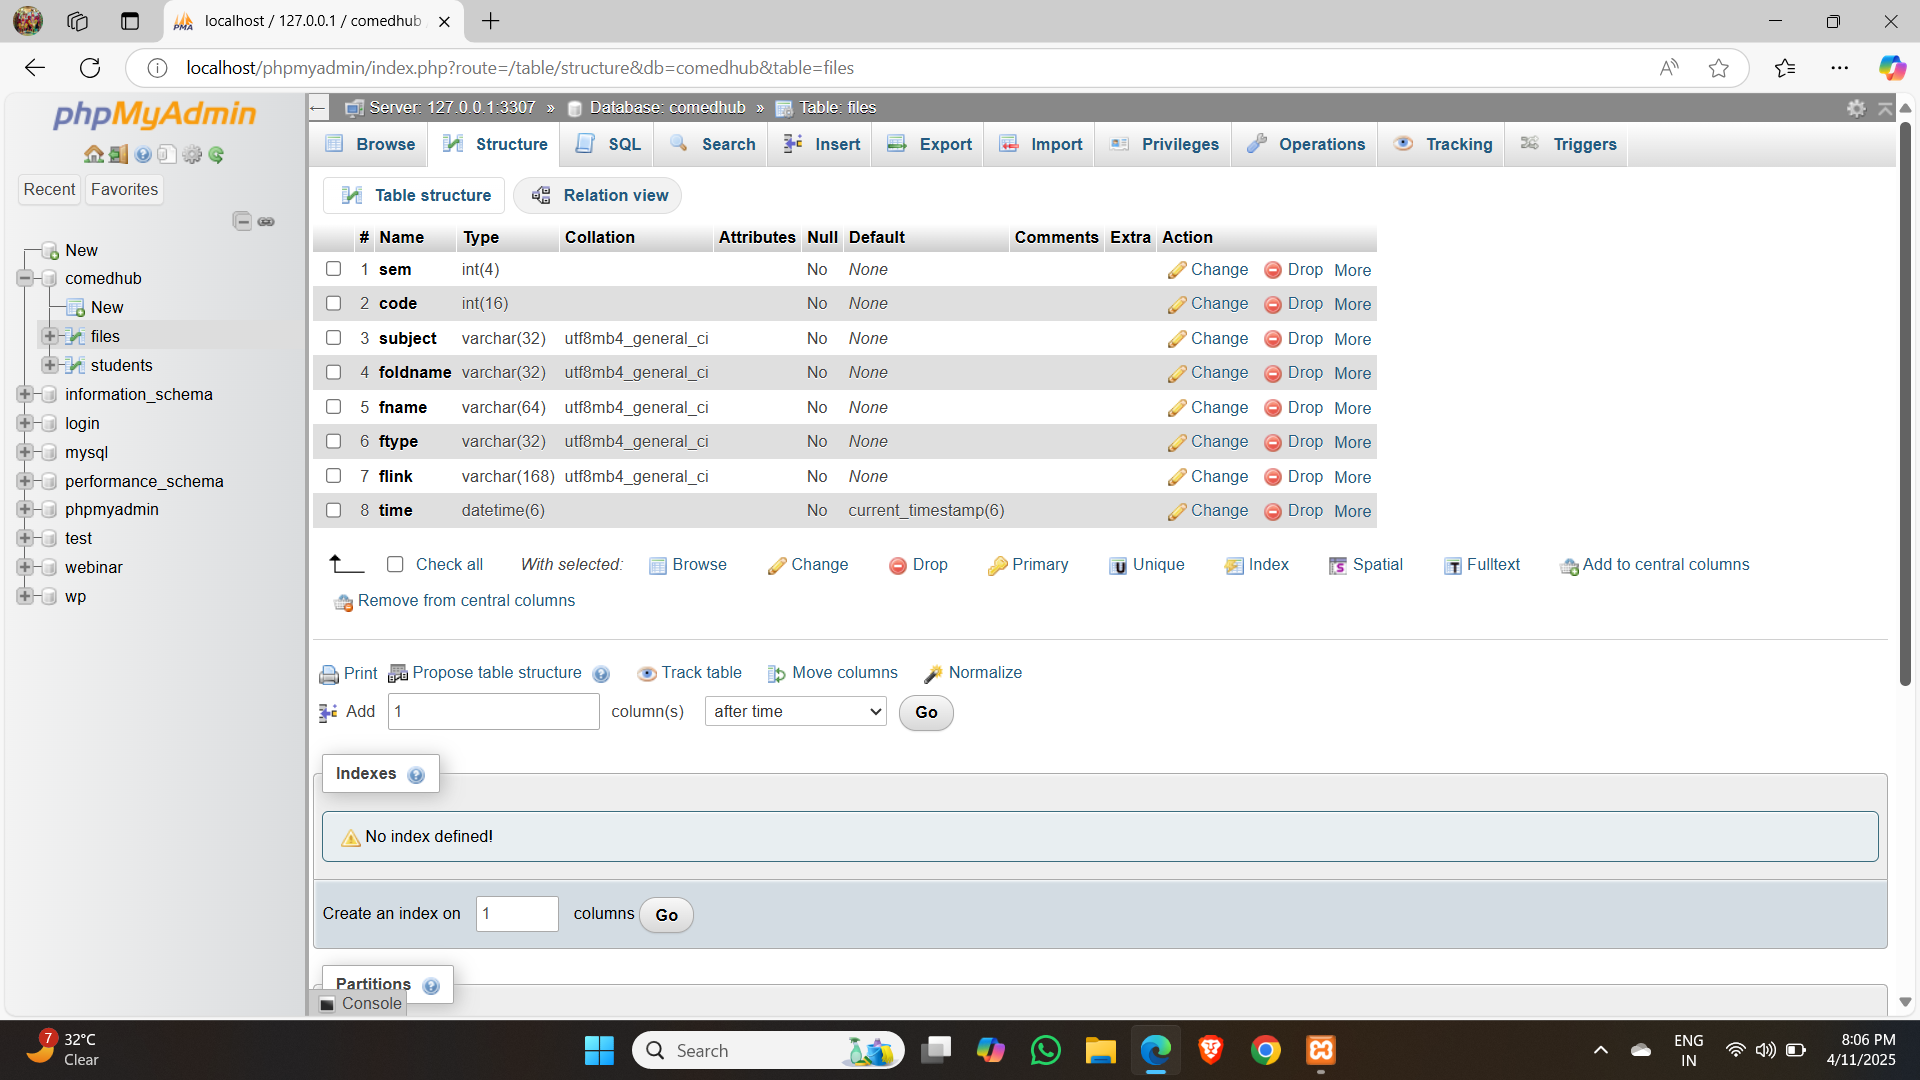 localhost / 127.0.0.1 / comedhub
localhost/phpmyadmin/index.php?route=/table/structure&db=comedhub&table=files
phpMyAdmin
Recent
Favorites
New
comedhub
New
files
students
information_schema
login
mysql
performance_schema
phpmyadmin
test
webinar
wp
Server: 127.0.0.1:3307 » Database: comedhub » Table: files
Browse Structure SQL Search Insert Export Import Privileges Operations Tracking Triggers
Table structure Relation view
# Name Type Collation Attributes Null Default Comments Extra Action
1 sem int(4) No None Change Drop More
2 code int(16) No None Change Drop More
3 subject varchar(32) utf8mb4_general_ci No None Change Drop More
4 foldname varchar(32) utf8mb4_general_ci No None Change Drop More
5 fname varchar(64) utf8mb4_general_ci No None Change Drop More
6 ftype varchar(32) utf8mb4_general_ci No None Change Drop More
7 flink varchar(168) utf8mb4_general_ci No None Change Drop More
8 time datetime(6) No current_timestamp(6) Change Drop More
Check all With selected: Browse Change Drop Primary Unique Index Spatial Fulltext Add to central columns
Remove from central columns
Print Propose table structure Track table Move columns Normalize
Add 1 column(s) after time Go
Indexes
No index defined!
Create an index on 1 columns Go
Partitions
Console
7
32°C
Clear
Search
ENG
IN
8:06 PM
4/11/2025